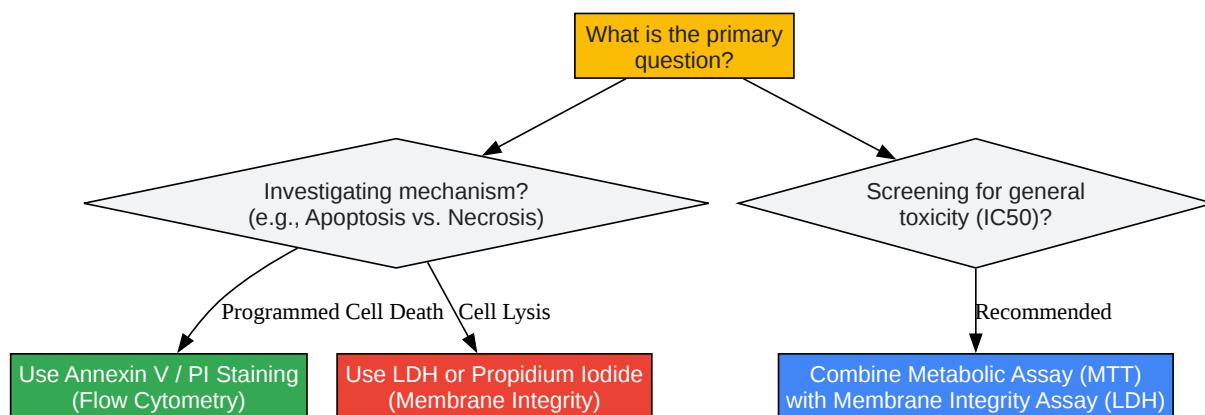 What is the primary
question?
Investigating mechanism?
(e.g., Apoptosis vs. Necrosis)
Screening for general
toxicity (IC50)?
Programmed Cell Death
Cell Lysis
Recommended
Use Annexin V / PI Staining
(Flow Cytometry)
Use LDH or Propidium Iodide
(Membrane Integrity)
Combine Metabolic Assay (MTT)
with Membrane Integrity Assay (LDH)